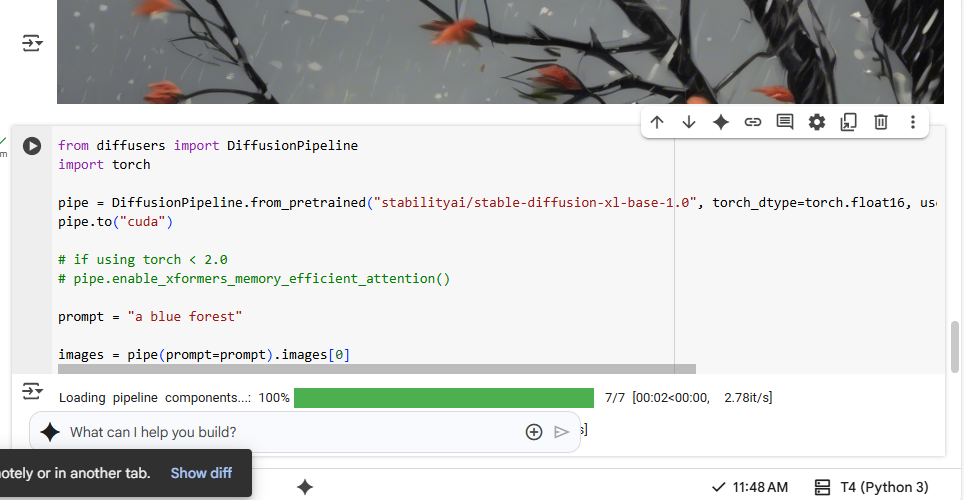 from diffusers import DiffusionPipeline
import torch
pipe = DiffusionPipeline.from_pretrained("stabilityai/stable-diffusion-xl-base-1.0", torch_dtype=torch.float16, use
pipe.to("cuda")
# if using torch < 2.0
# pipe.enable_xformers_memory_efficient_attention()
prompt = "a blue forest"
images = pipe(prompt=prompt).images[0]
Loading pipeline components...: 100% 7/7 [00:02<00:00, 2.78it/s]
What can I help you build? s]
otely or in another tab. Show diff
11:48 AM T4 (Python 3)